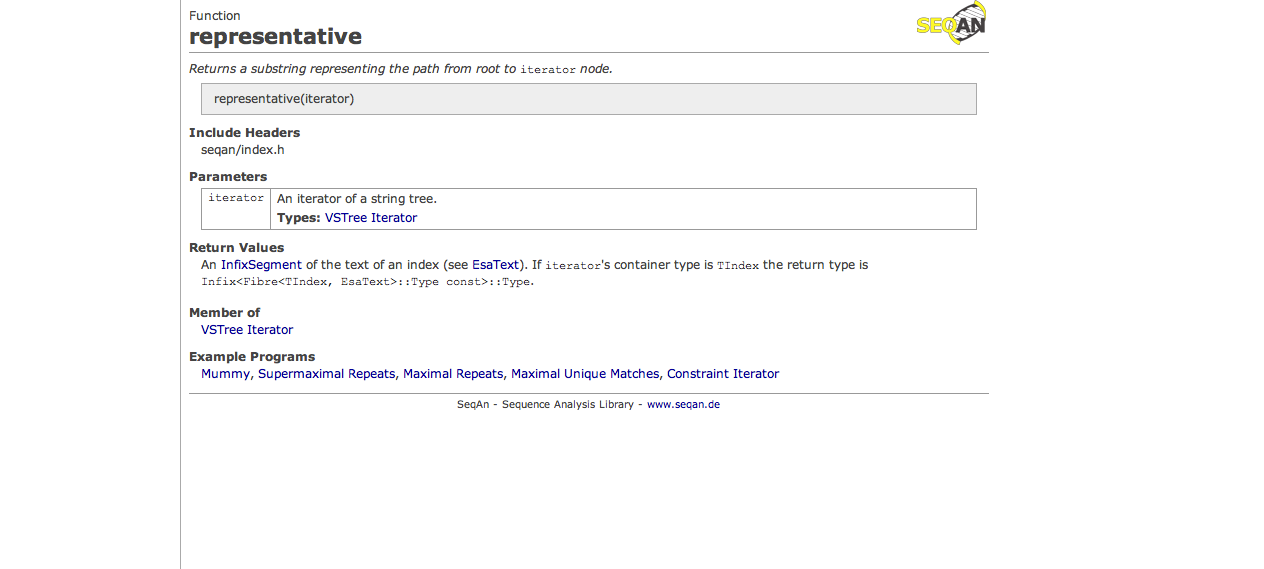 Function
SEQAN
representative
Returns a substring representing the path from root to iterator node.
representative(iterator)
Include Headers
seqan/index.h
Parameters
iterator An iterator of a string tree.
Types: VSTree Iterator
Return Values
An InfixSegment of the text of an index (see EsaText). If iterator's container type is TIndex the return type is
Infix<Fibre<TIndex, EsaText>::Type const>::Type.
Member of
VSTree Iterator
Example Programs
Mummy, Supermaximal Repeats, Maximal Repeats, Maximal Unique Matches, Constraint Iterator
SeqAn - Sequence Analysis Library - www.seqan.de